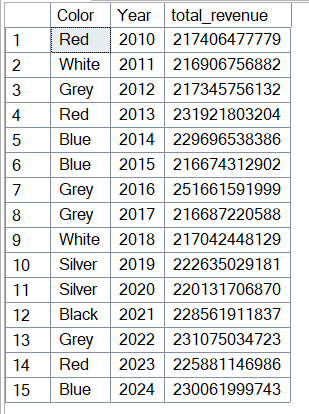 Color Year total_revenue
1 Red 2010 217406477779
2 White 2011 216906756882
3 Grey 2012 217345756132
4 Red 2013 231921803204
5 Blue 2014 229696538386
6 Blue 2015 216674312902
7 Grey 2016 251661591999
8 Grey 2017 216687220588
9 White 2018 217042448129
10 Silver 2019 222635029181
11 Silver 2020 220131706870
12 Black 2021 228561911837
13 Grey 2022 231075034723
14 Red 2023 225881146986
15 Blue 2024 230061999743